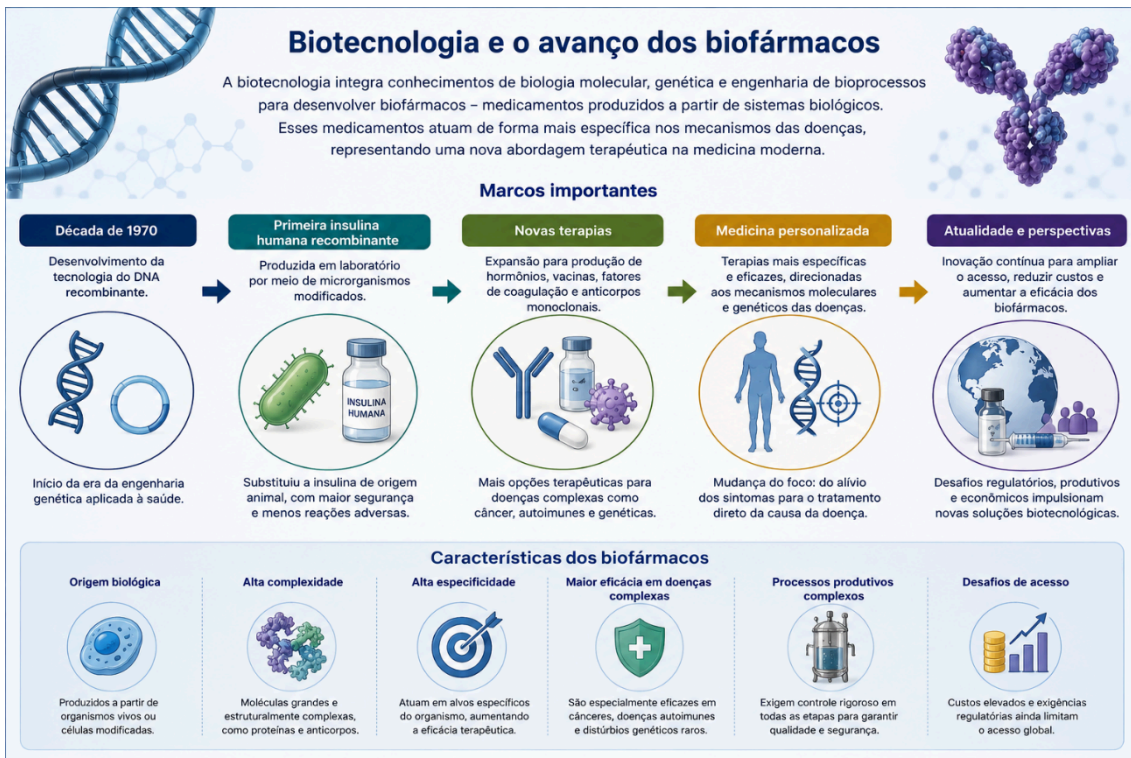 Biotecnologia e o avanço dos biofármacos
A biotecnologia integra conhecimentos de biologia molecular, genética e engenharia de bioprocessos
para desenvolver biofármacos – medicamentos produzidos a partir de sistemas biológicos.
Esses medicamentos atuam de forma mais específica nos mecanismos das doenças,
representando uma nova abordagem terapéutica na medicina moderna.
Marcos importantes
Década de 1970
Desenvolvimento da
tecnologia do DNA
recombinante.
Início da era da engenharia
genética aplicada à saúde.
Primeira insulina
humana recombinante
Produzida em laboratório
por meio de microrganismos
modificados.
INSULINA
HUMANA
Substituiu a insulina de origem
animal, com maior segurança
e menos reações adversas.
Novas terapias
Expansão para produção de
hormônios, vacinas, fatores
de coagulação e anticorpos
monoclonais.
Mais opções terapêuticas para
doenças complexas como
câncer, autoimunes e genéticas.
Medicina personalizada
Terapias mais específicas
e eficazes, direcionadas
aos mecanismos moleculares
e genéticos das doenças.
Mudança do foco: do alívio
dos sintomas para o tratamento
direto da causa da doença.
Atualidade e perspectivas
Inovação contínua para ampliar
o acesso, reduzir custos e
aumentar a eficácia dos
biofármacos.
Desafios regulatórios, produtivos
e econômicos impulsionam
novas soluções biotecnológicas.
Características dos biofármacos
Origem biológica
Produzidos a partir de
organismos vivos ou
células modificadas.
Alta complexidade
Moléculas grandes e
estruturalmente complexas,
como proteínas e anticorpos.
Alta especificidade
Atuam em alvos específicos
do organismo, aumentando
a eficácia terapêutica.
Maior eficácia em doenças
complexas
São especialmente eficazes em
cânceres, doenças autoimunes
e distúrbios genéticos raros.
Processos produtivos
complexos
Exigem controle rigoroso em
todas as etapas para garantir
qualidade e segurança.
Desafios de acesso
Custos elevados e exigências
regulatórias ainda limitam
o acesso global.